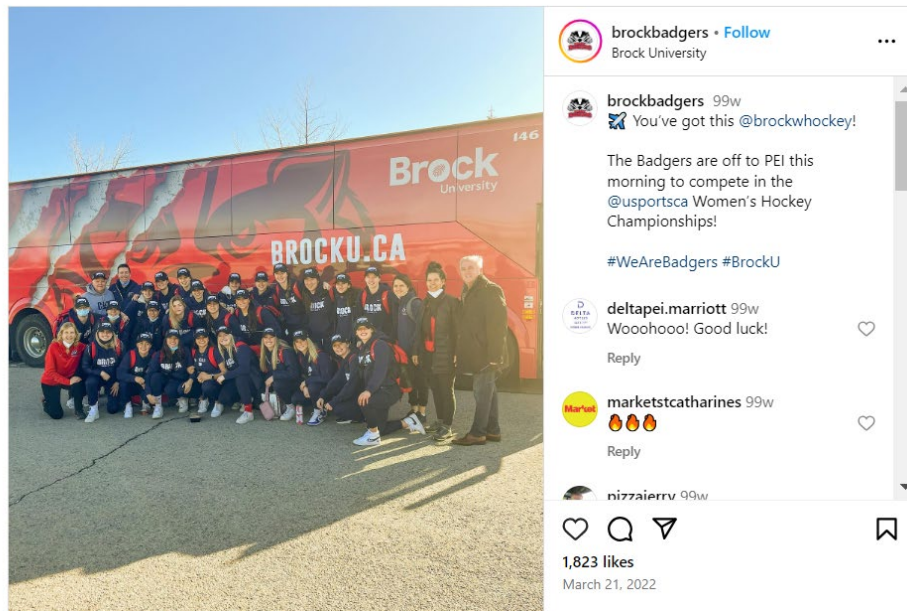 146
Brock
University
BROCKU.CA
brockbadgers • Follow
Brock University
brockbadgers 99w
✈️ You've got this @brockwhockey!
The Badgers are off to PEI this
morning to compete in the
@usportsca Women's Hockey
Championships!
#WeAreBadgers #BrockU
deltapei.marriott 99w
Wooohooo! Good luck!
Reply
Market
marketstcatharines 99w
🔥🔥🔥
Reply
pizzajerry 99w
1,823 likes
March 21, 2022